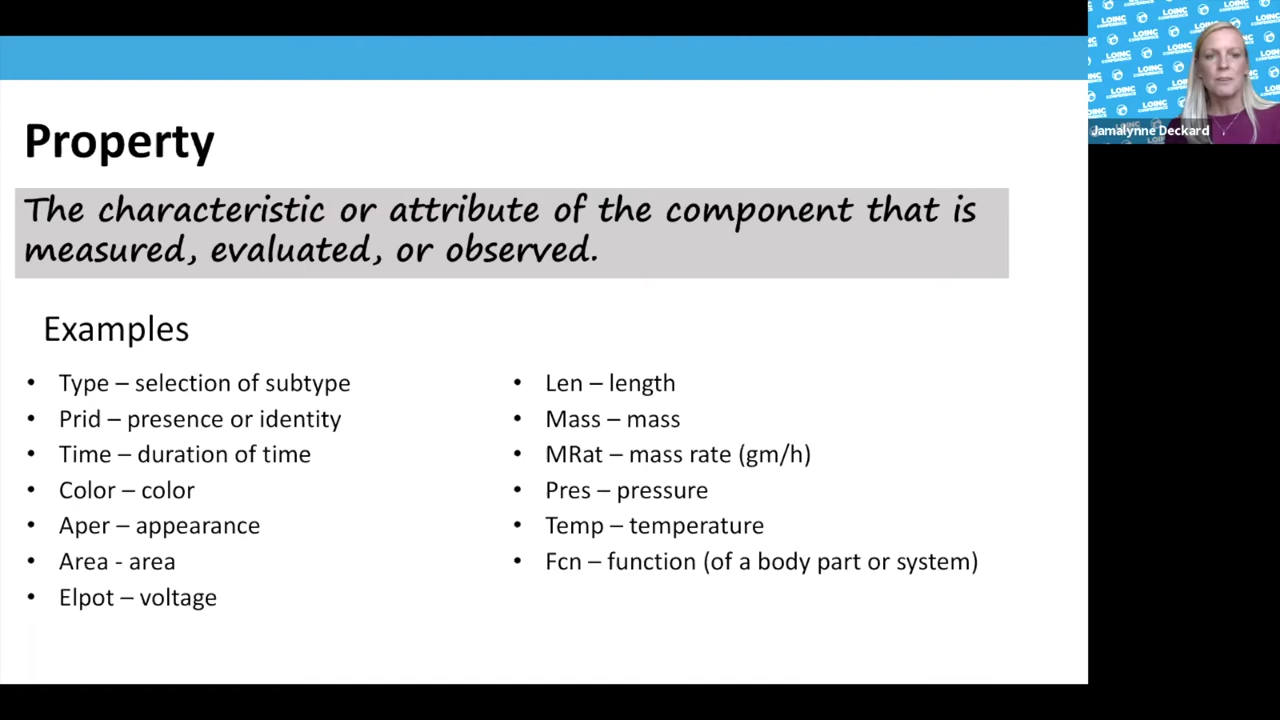 Property
The characteristic or attribute of the component that is
measured, evaluated, or observed.
Examples
• Type – selection of subtype
• Prid – presence or identity
• Time – duration of time
• Color – color
• Aper – appearance
• Area - area
• Elpot – voltage
• Len – length
• Mass – mass
• MRat – mass rate (gm/h)
• Pres – pressure
• Temp – temperature
• Fcn – function (of a body part or system)
LOINC
CONFERENCE
Jamalynne Deckard